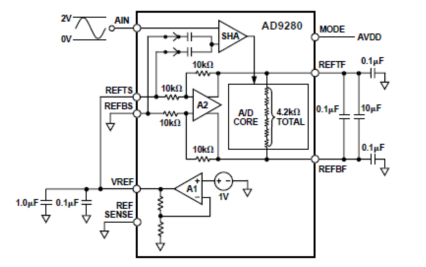 2V
0V
AIN
AD9280
SHA
MODE
AVDD
10kΩ
REFTF
0.1µF
REFTS
10kΩ
REFBS
A2
10kΩ
A/D
CORE
4.2kΩ
TOTAL
0.1µF
10µF
10kΩ
0.1µF
REFBF
VREF
A1
+
−
+
−
1V
1.0µF
0.1µF
REF
SENSE